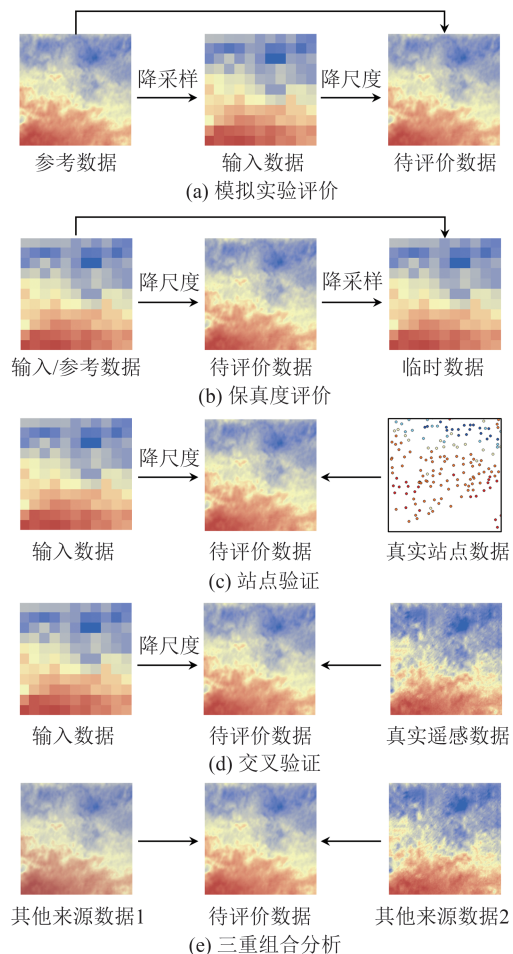 降采样
降尺度
参考数据
输入数据
待评价数据
(a) 模拟实验评价
降尺度
降采样
输入/参考数据
待评价数据
临时数据
(b) 保真度评价
降尺度
输入数据
待评价数据
真实站点数据
(c) 站点验证
降尺度
输入数据
待评价数据
真实遥感数据
(d) 交叉验证
其他来源数据1
待评价数据
其他来源数据2
(e) 三重组合分析